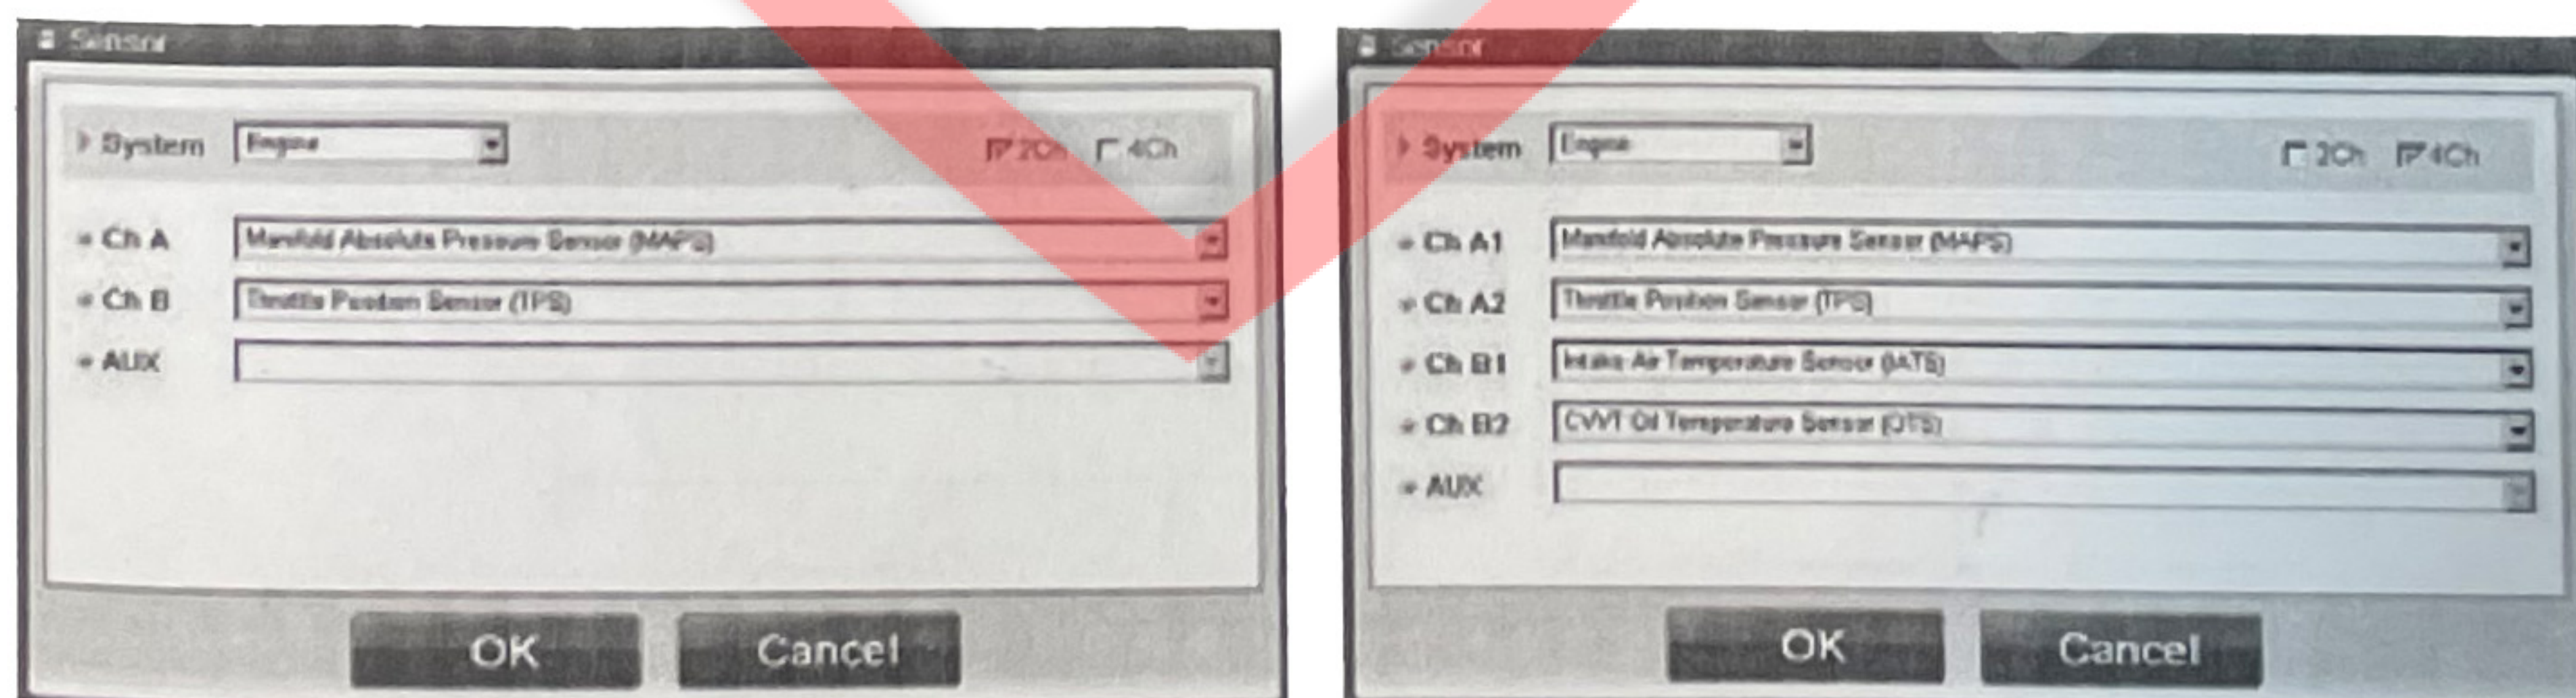 Sensor
System Engine 2Ch 4Ch
Ch A Manifold Absolute Pressure Sensor (MAPS)
Ch B Throttle Position Sensor (TPS)
AUX
OK Cancel
Sensor
System Engine 2Ch 4Ch
Ch A1 Manifold Absolute Pressure Sensor (MAPS)
Ch A2 Throttle Position Sensor (TPS)
Ch B1 Intake Air Temperature Sensor (IATS)
Ch B2 CVVT Oil Temperature Sensor (OTS)
AUX
OK Cancel